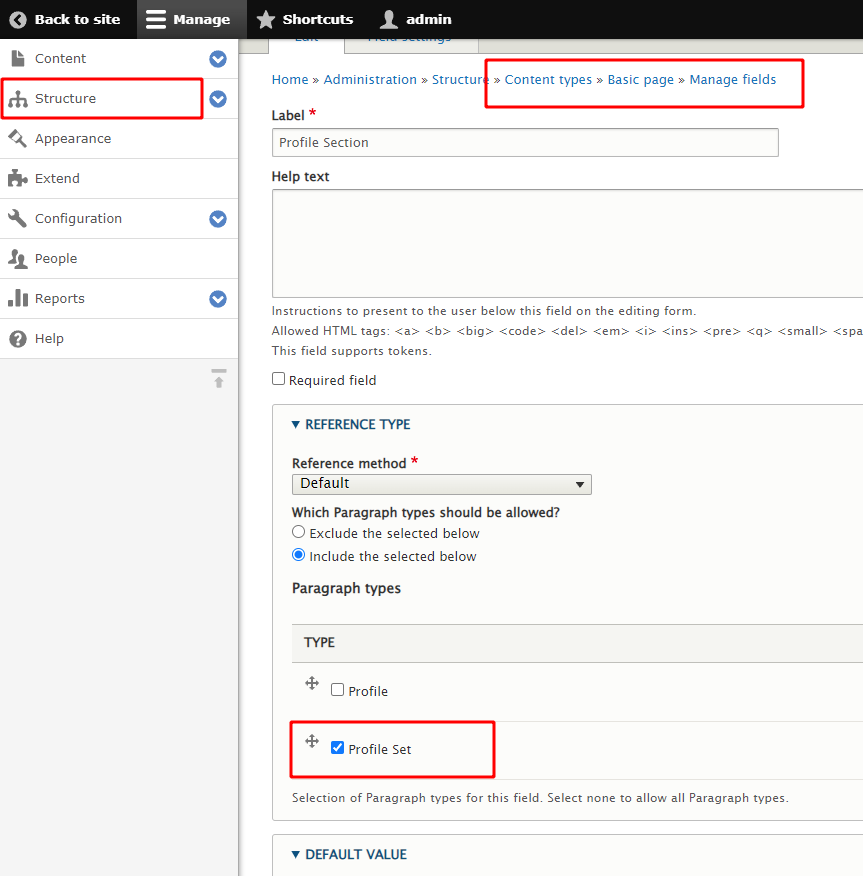 Back to site Manage Shortcuts admin
Content
Structure
Appearance
Extend
Configuration
People
Reports
Help
Edit Field settings
Home » Administration » Structure » Content types » Basic page » Manage fields
Label *
Profile Section
Help text
Instructions to present to the user below this field on the editing form.
Allowed HTML tags: <a> <b> <big> <code> <del> <em> <i> <ins> <pre> <q> <small> <spa
This field supports tokens.
Required field
▼ REFERENCE TYPE
Reference method *
Default
Which Paragraph types should be allowed?
Exclude the selected below
Include the selected below
Paragraph types
TYPE
Profile
Profile Set
Selection of Paragraph types for this field. Select none to allow all Paragraph types.
▼ DEFAULT VALUE